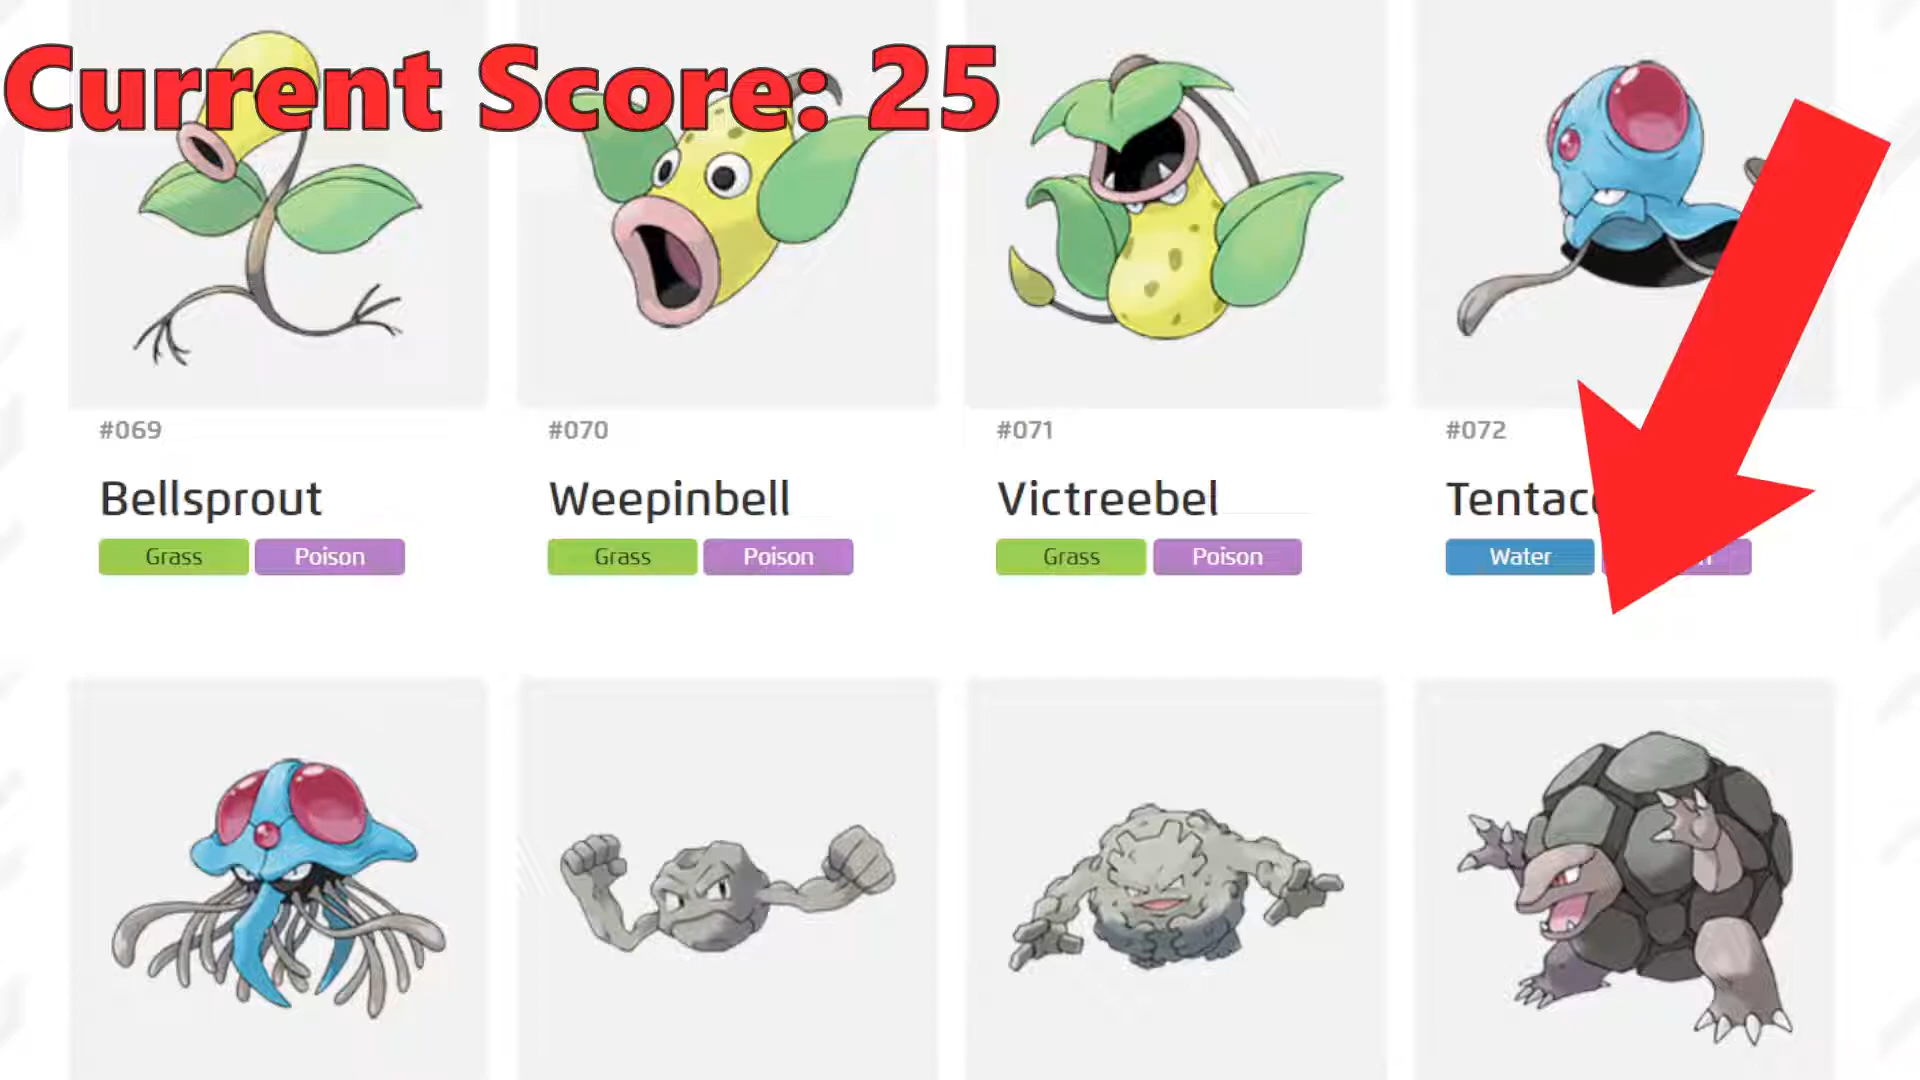 Current Score: 25
#069 #070 #071 #072
Bellsprout Weepinbell Victreebel
Grass Poison Grass Poison Grass Poison Water